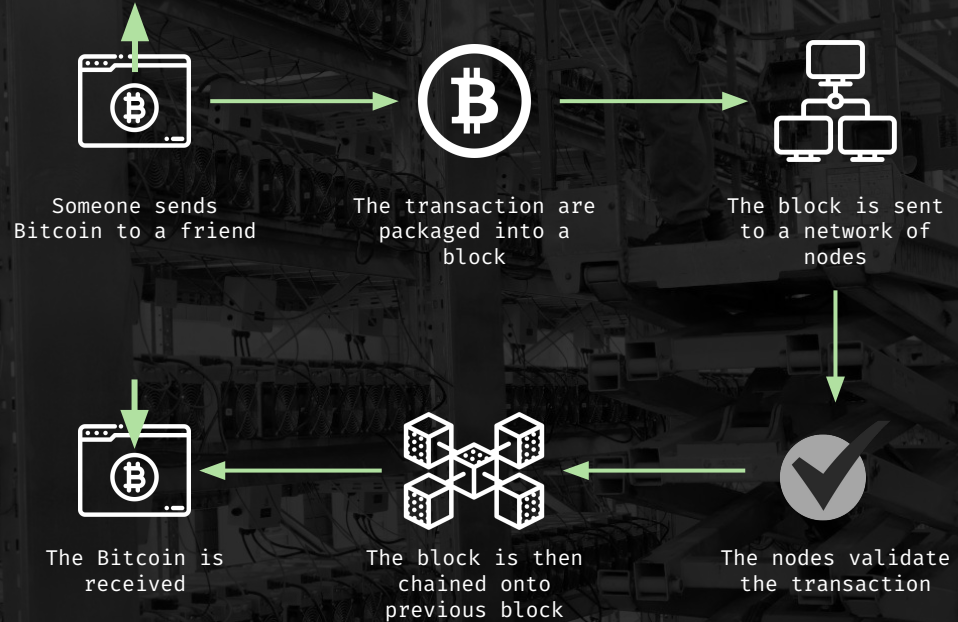 Someone sends
Bitcoin to a friend
The transaction are
packaged into a
block
The block is sent
to a network of
nodes
The nodes validate
the transaction
The block is then
chained onto
previous block
The Bitcoin is
received